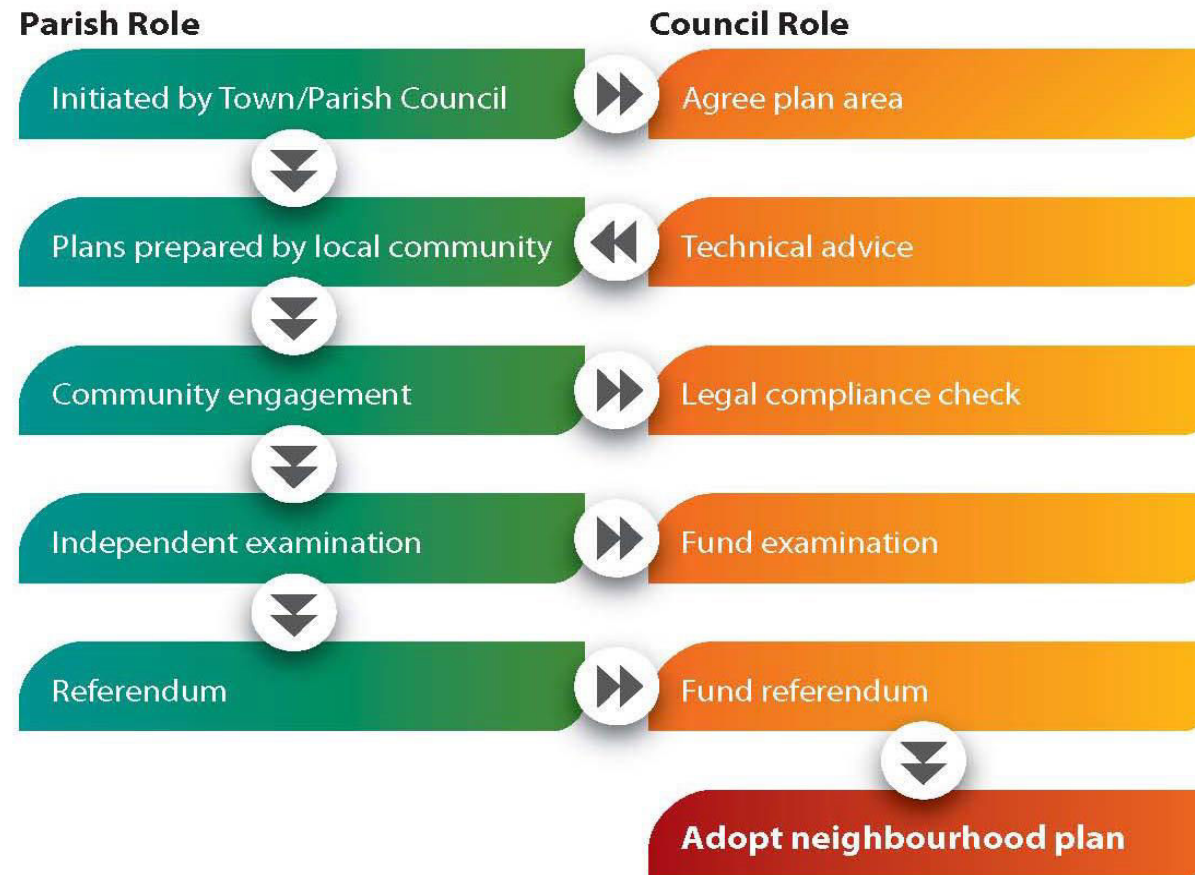 Parish Role
Council Role
Initiated by Town/Parish Council
Agree plan area
Plans prepared by local community
Technical advice
Community engagement
Legal compliance check
Independent examination
Fund examination
Referendum
Fund referendum
Adopt neighbourhood plan